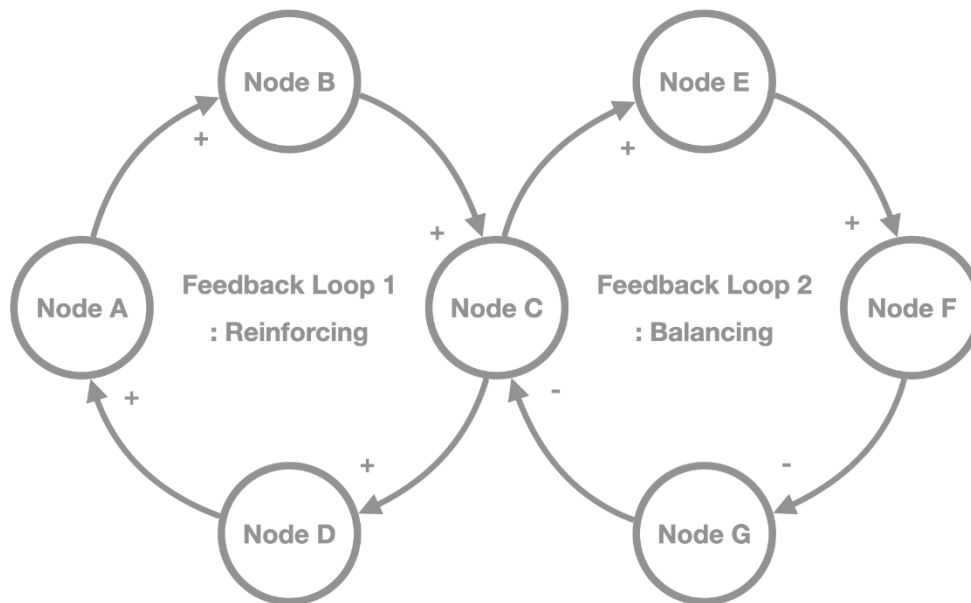 Node B
Node E
+
+
+
+
Node A
Feedback Loop 1
: Reinforcing
Node C
Feedback Loop 2
: Balancing
Node F
+
-
+
-
Node D
Node G